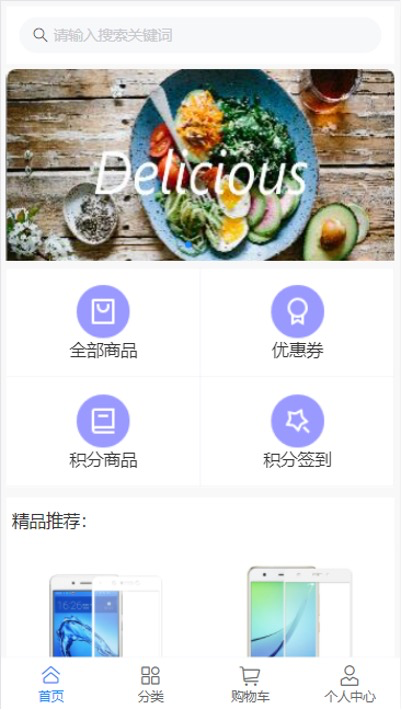 请输入搜索关键词
Delicious
全部商品
优惠券
积分商品
积分签到
精品推荐：
16:26
首页
分类
购物车
个人中心